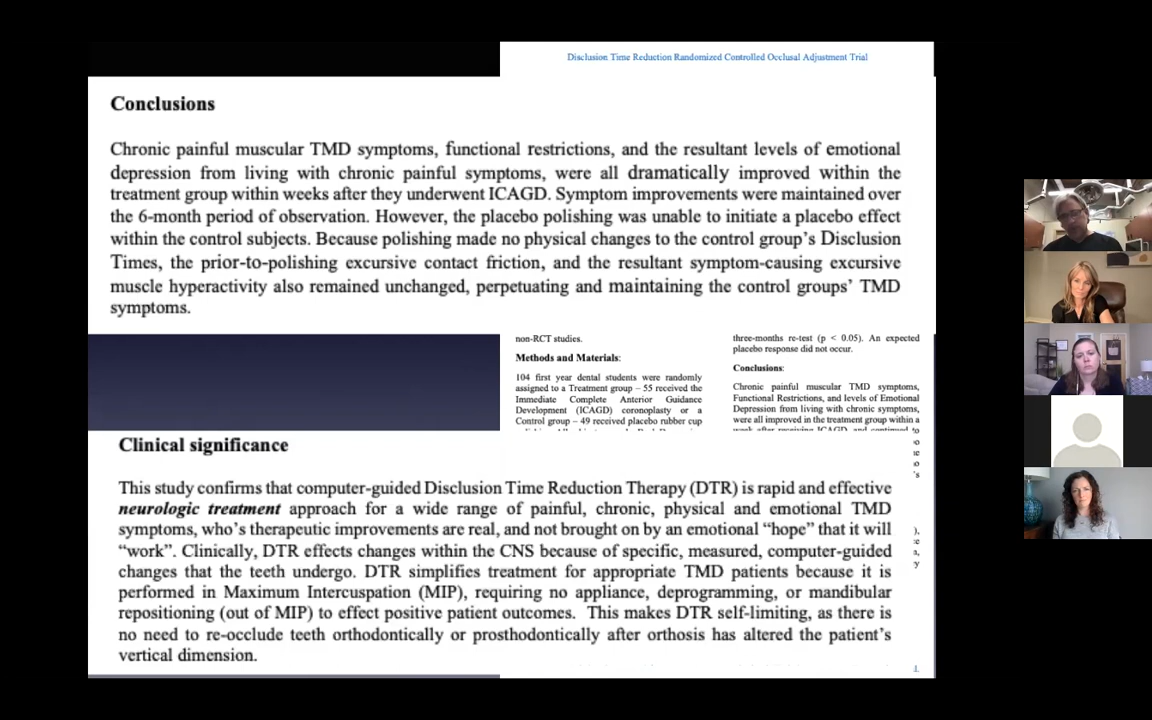 Disclusion Time Reduction Randomized Controlled Occlusal Adjustment Trial
Conclusions
Chronic painful muscular TMD symptoms, functional restrictions, and the resultant levels of emotional
depression from living with chronic painful symptoms, were all dramatically improved within the
treatment group within weeks after they underwent ICAGD. Symptom improvements were maintained over
the 6-month period of observation. However, the placebo polishing was unable to initiate a placebo effect
within the control subjects. Because polishing made no physical changes to the control group's Disclusion
Times, the prior-to-polishing excursive contact friction, and the resultant symptom-causing excursive
muscle hyperactivity also remained unchanged, perpetuating and maintaining the control groups' TMD
symptoms.
non-RCT studies.
Methods and Materials:
104 first year dental students were randomly
assigned to a Treatment group – 55 received the
Immediate Complete Anterior Guidance
Development (ICAGD) coronoplasty or a
Control group – 49 received placebo rubber cup
three-months re-test (p < 0.05). An expected
placebo response did not occur.
Conclusions:
Chronic painful muscular TMD symptoms,
Functional Restrictions, and levels of Emotional
Depression from living with chronic symptoms,
were all improved in the treatment group within a
Clinical significance
This study confirms that computer-guided Disclusion Time Reduction Therapy (DTR) is rapid and effective
neurologic treatment approach for a wide range of painful, chronic, physical and emotional TMD
symptoms, who's therapeutic improvements are real, and not brought on by an emotional "hope" that it will
"work". Clinically, DTR effects changes within the CNS because of specific, measured, computer-guided
changes that the teeth undergo. DTR simplifies treatment for appropriate TMD patients because it is
performed in Maximum Intercuspation (MIP), requiring no appliance, deprogramming, or mandibular
repositioning (out of MIP) to effect positive patient outcomes. This makes DTR self-limiting, as there is
no need to re-occlude teeth orthodontically or prosthodontically after orthosis has altered the patient's
vertical dimension.